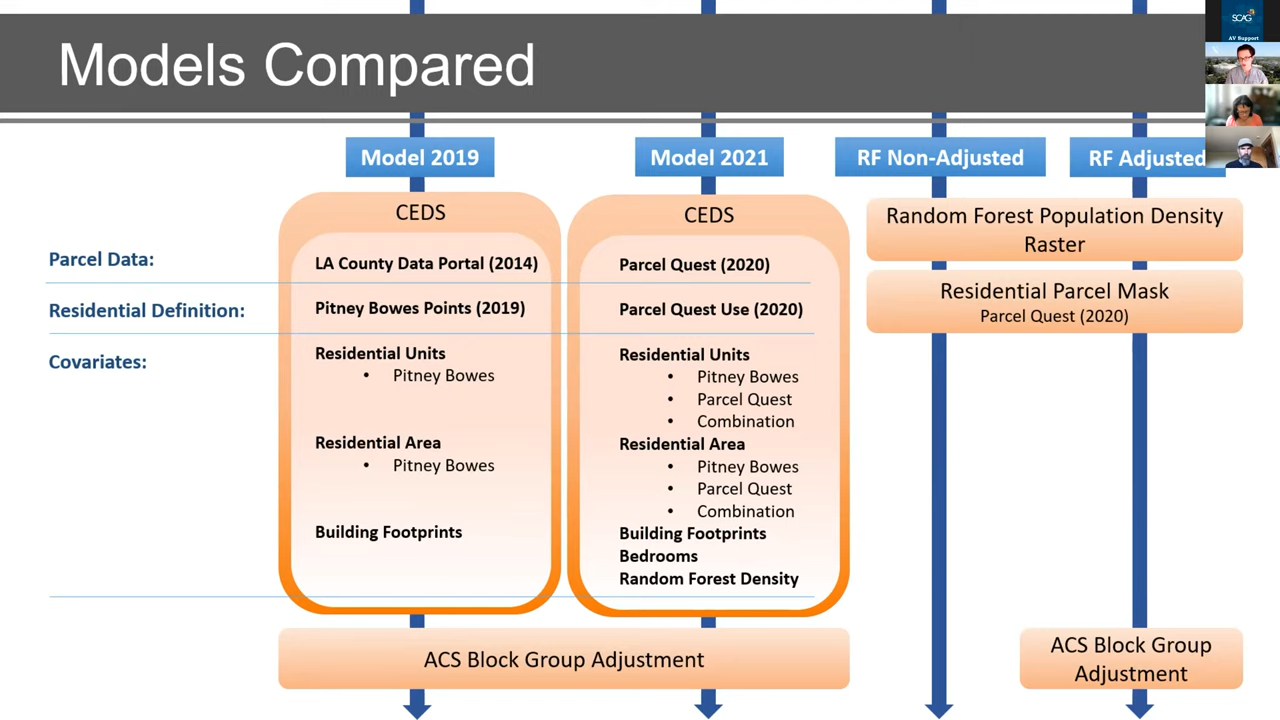 Models Compared
SCAG
AV Support
Model 2019
Model 2021
RF Non-Adjusted
RF Adjusted
CEDS
CEDS
Random Forest Population Density
Raster
Parcel Data:
LA County Data Portal (2014)
Parcel Quest (2020)
Residential Parcel Mask
Parcel Quest (2020)
Residential Definition:
Pitney Bowes Points (2019)
Parcel Quest Use (2020)
Covariates:
Residential Units
• Pitney Bowes
Residential Area
• Pitney Bowes
Building Footprints
Residential Units
• Pitney Bowes
• Parcel Quest
• Combination
Residential Area
• Pitney Bowes
• Parcel Quest
• Combination
Building Footprints
Bedrooms
Random Forest Density
ACS Block Group Adjustment
ACS Block Group
Adjustment